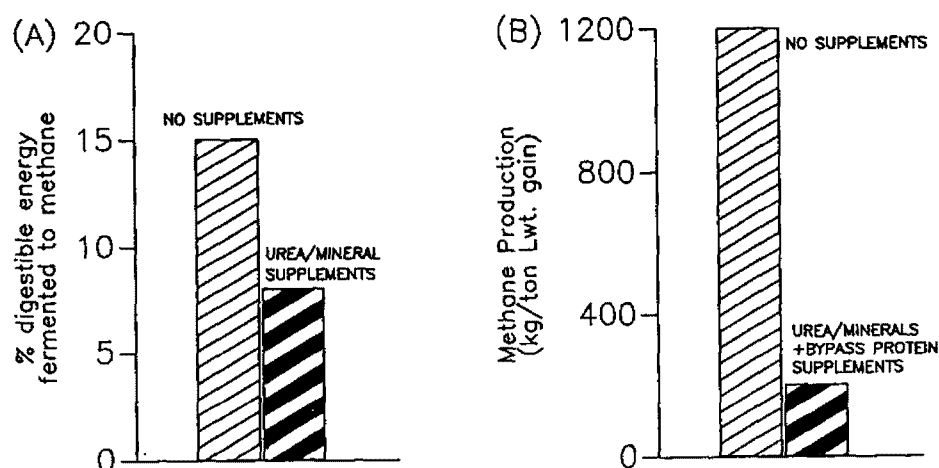 (A)
% digestible energy
fermented to methane
20
15
10
5
0
NO SUPPLEMENTS
UREA/MINERAL
SUPPLEMENTS
(B)
Methane Production
(kg/ton Lwt. gain)
1200
800
400
0
NO SUPPLEMENTS
UREA/MINERALS
+BYPASS PROTEIN
SUPPLEMENTS